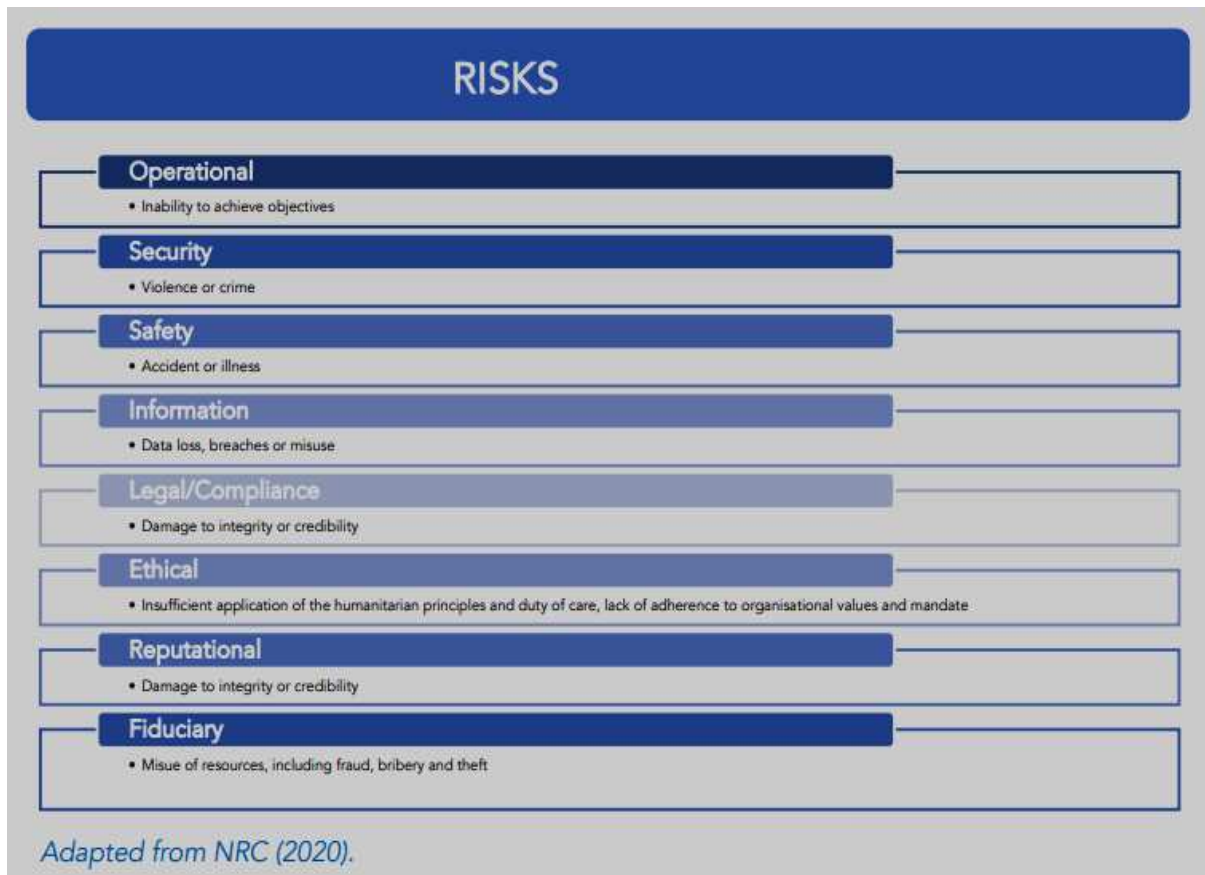 RISKS
Operational
• Inability to achieve objectives
Security
• Violence or crime
Safety
• Accident or illness
Information
• Data loss, breaches or misuse
Legal/Compliance
• Damage to integrity or credibility
Ethical
• Insufficient application of the humanitarian principles and duty of care, lack of adherence to organisational values and mandate
Reputational
• Damage to integrity or credibility
Fiduciary
• Misue of resources, including fraud, bribery and theft
Adapted from NRC (2020).